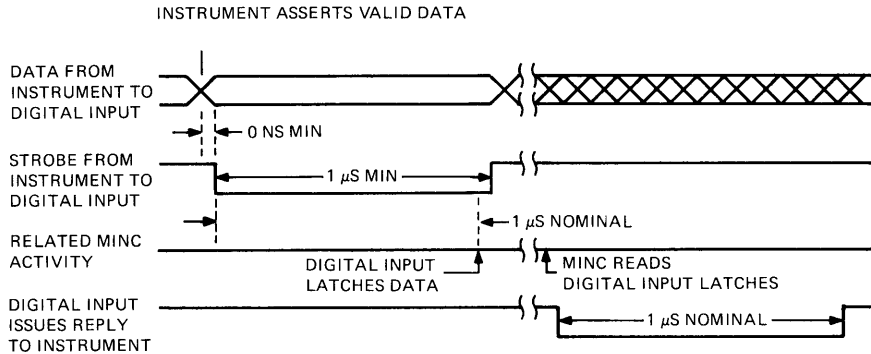 INSTRUMENT ASSERTS VALID DATA
DATA FROM
INSTRUMENT TO
DIGITAL INPUT
0 NS MIN
STROBE FROM
INSTRUMENT TO
DIGITAL INPUT
1 μS MIN
1 μS NOMINAL
RELATED MINC
ACTIVITY
DIGITAL INPUT
LATCHES DATA
MINC READS
DIGITAL INPUT LATCHES
DIGITAL INPUT
ISSUES REPLY
TO INSTRUMENT
1 μS NOMINAL